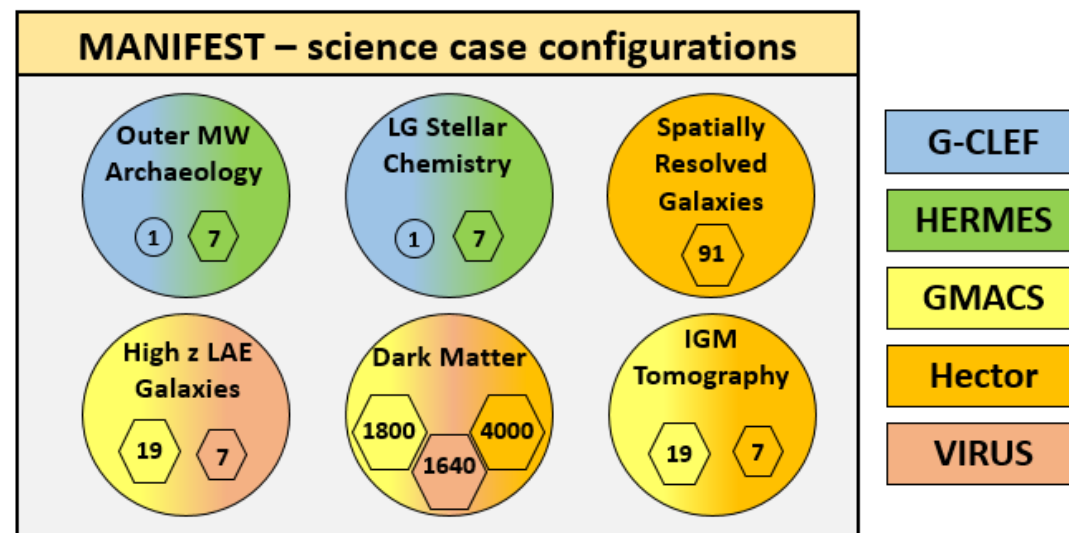 MANIFEST – science case configurations
Outer MW
Archaeology
1
7
LG Stellar
Chemistry
1
7
Spatially
Resolved
Galaxies
91
High z LAE
Galaxies
19
7
Dark Matter
1800
1640
4000
IGM
Tomography
19
7
G-CLEF
HERMES
GMACS
Hector
VIRUS